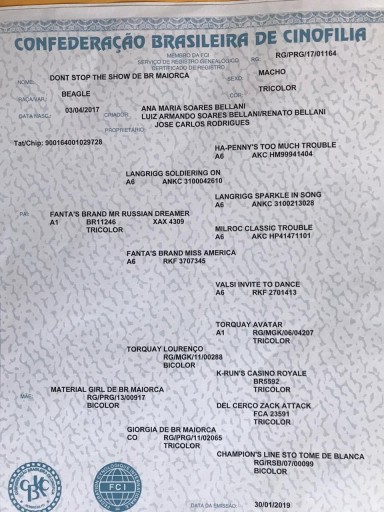 CONFEDERAÇÃO BRASILEIRA DE CINOFILIA
MEMBRO DA FCI
SERVIÇO DE REGISTRO GENEALÓGICO
CERTIFICADO DE REGISTRO
RG: RG/PRG/17/01164
NOME: DONT STOP THE SHOW DE BR MAIORCA
SEXO: MACHO
RAÇA/VARJ.: BEAGLE
COR: TRICOLOR
DATA NASC.: 03/04/2017
CRIADOR: ANA MARIA SOARES BELLANI
LUIZ ARMANDO SOARES BELLANI/RENATO BELLANI
PROPRIETÁRIO: JOSE CARLOS RODRIGUES
Tat/Chip: 900164001029728
HA-PENNY'S TOO MUCH TROUBLE
A6 AKC HM99941404
LANGRIGG SOLDIERING ON
A6 ANKC 3100042610
LANGRIGG SPARKLE IN SONG
A6 ANKC 3100213028
PAI: FANTA'S BRAND MR RUSSIAN DREAMER
A1 BR11246 XAX 4309
TRICOLOR
MILROC CLASSIC TROUBLE
A6 AKC HP41471101
FANTA'S BRAND MISS AMERICA
A6 RKF 3707345
VALSI INVITE TO DANCE
A6 RKF 2701413
TORQUAY AVATAR
A1 RG/MGK/06/04207
TRICOLOR
TORQUAY LOURENÇO
RG/MGK/11/00288
BICOLOR
K-RUN'S CASINO ROYALE
BR5592
TRICOLOR
MÃE: MATERIAL GIRL DE BR MAIORCA
RG/PRG/13/00917
BICOLOR
DEL CERCO ZACK ATTACK
FCA 23591
TRICOLOR
GIORGIA DE BR MAIORCA
CO RG/PRG/11/02065
TRICOLOR
CHAMPION'S LINE STO TOME DE BLANCA
RG/RSB/07/00099
BICOLOR
CBKC
FCI
DATA DA EMISSÃO 30/01/2019